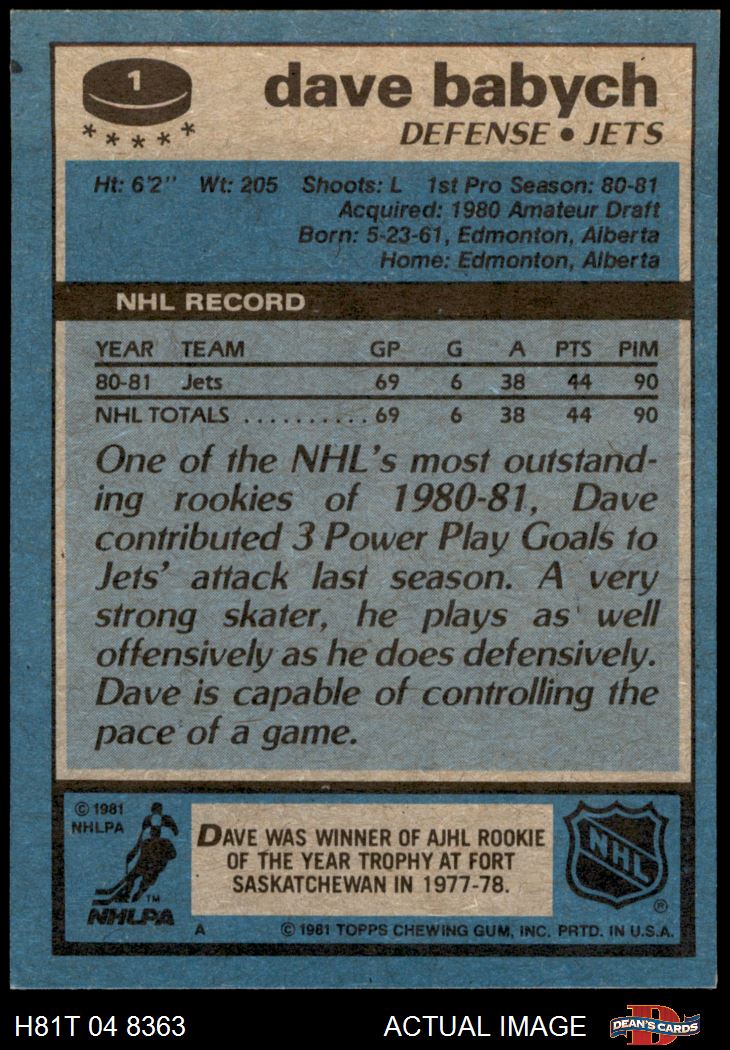 1
dave babych
DEFENSE • JETS
Ht: 6'2" Wt: 205 Shoots: L 1st Pro Season: 80-81
Acquired: 1980 Amateur Draft
Born: 5-23-61, Edmonton, Alberta
Home: Edmonton, Alberta
NHL RECORD
YEAR TEAM GP G A PTS PIM
80-81 Jets 69 6 38 44 90
NHL TOTALS .......... 69 6 38 44 90
One of the NHL's most outstand-
ing rookies of 1980-81, Dave
contributed 3 Power Play Goals to
Jets' attack last season. A very
strong skater, he plays as well
offensively as he does defensively.
Dave is capable of controlling the
pace of a game.
© 1981
NHLPA
TM
NHLPA
DAVE WAS WINNER OF AJHL ROOKIE
OF THE YEAR TROPHY AT FORT
SASKATCHEWAN IN 1977-78.
NHL
®
A © 1981 TOPPS CHEWING GUM, INC. PRTD. IN U.S.A.
H81T 04 8363 ACTUAL IMAGE
DEAN'S CARDS